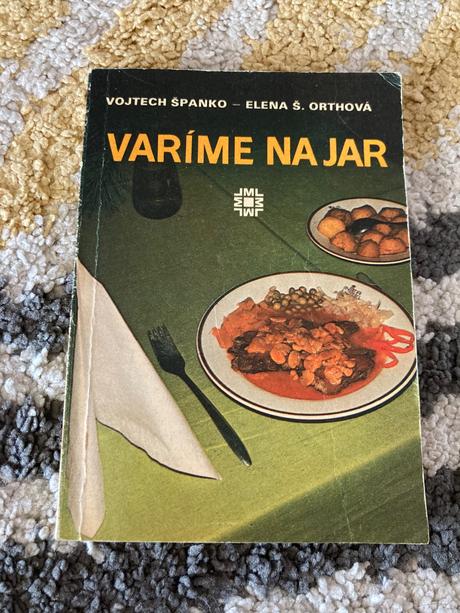 VOJTECH ŠPANKO – ELENA Š. ORTHOVÁ
VARÍME NA JAR